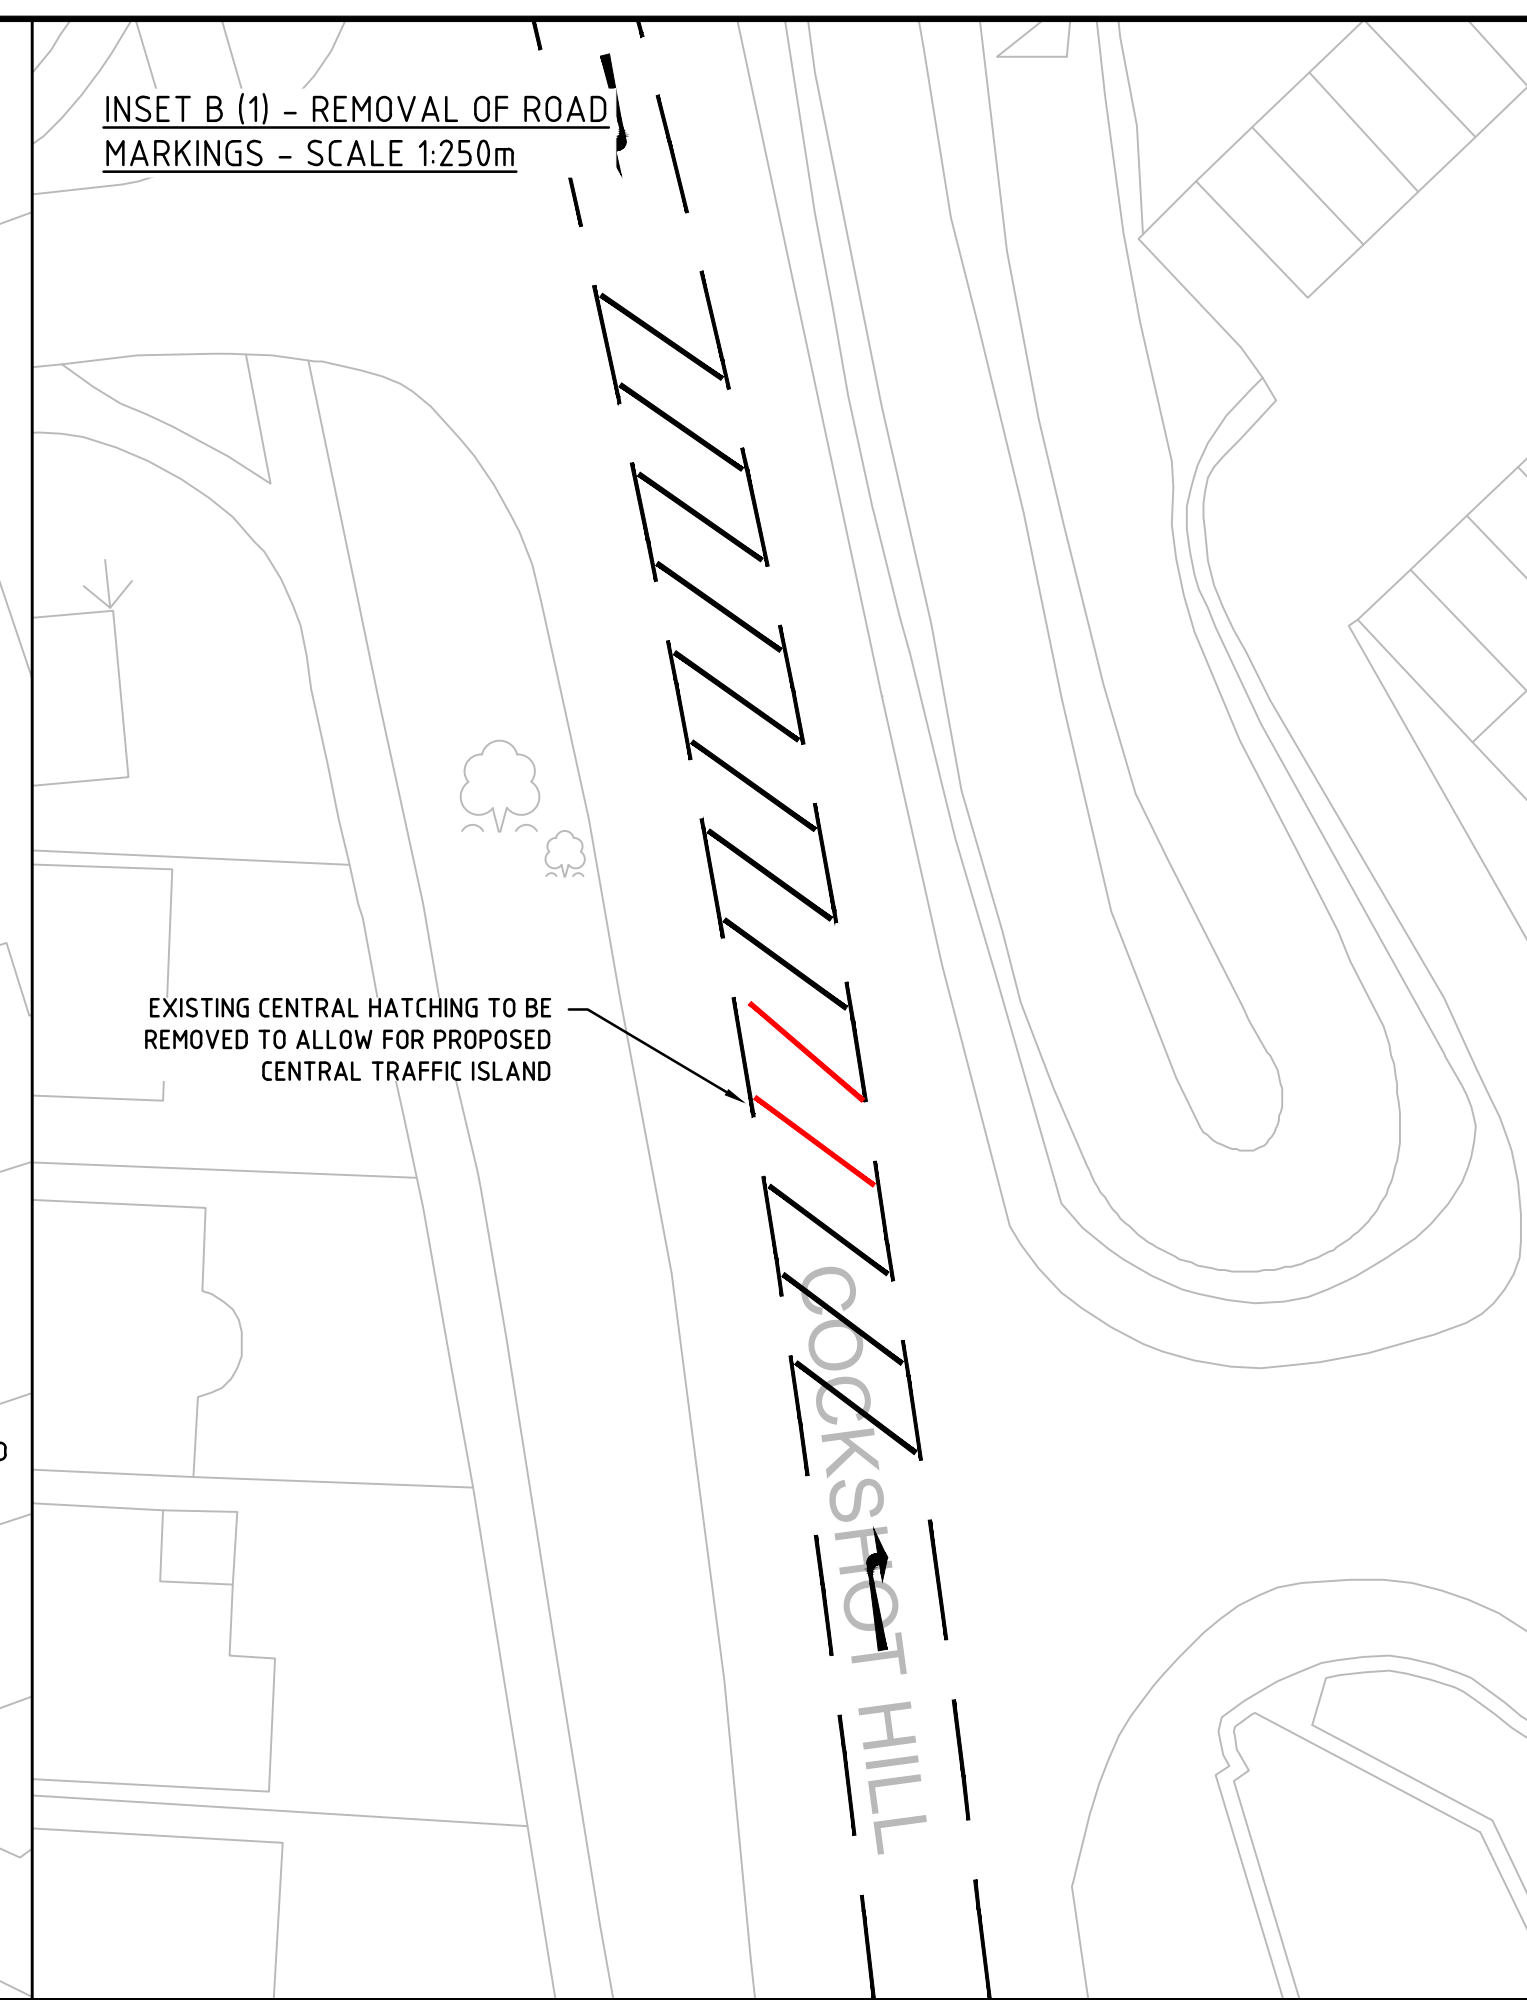 INSET B (1) - REMOVAL OF ROAD
MARKINGS - SCALE 1:250m
EXISTING CENTRAL HATCHING TO BE
REMOVED TO ALLOW FOR PROPOSED
CENTRAL TRAFFIC ISLAND
COCKSHOT HILL